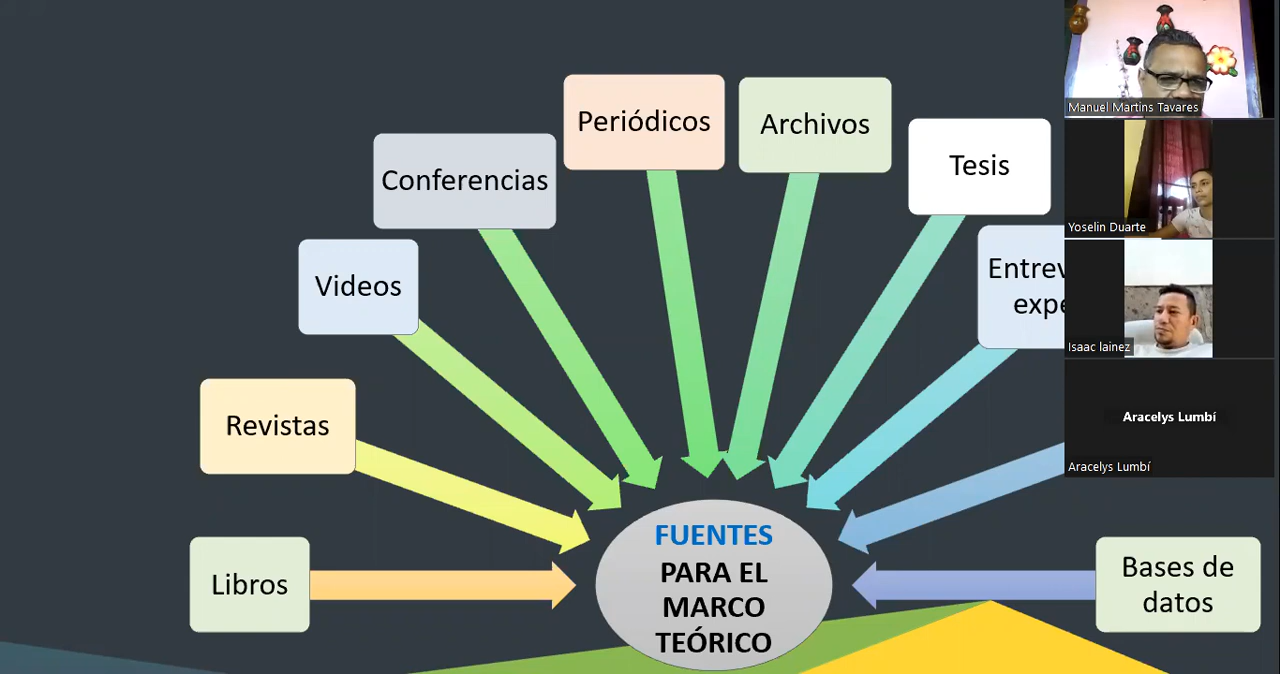 Periódicos
Archivos
Conferencias
Tesis
Videos
Revistas
Libros
FUENTES
PARA EL
MARCO
TEÓRICO
Bases de
datos
Manuel Martins Tavares
Yoselin Duarte
Isaac lainez
Aracelys Lumbí
Aracelys Lumbí